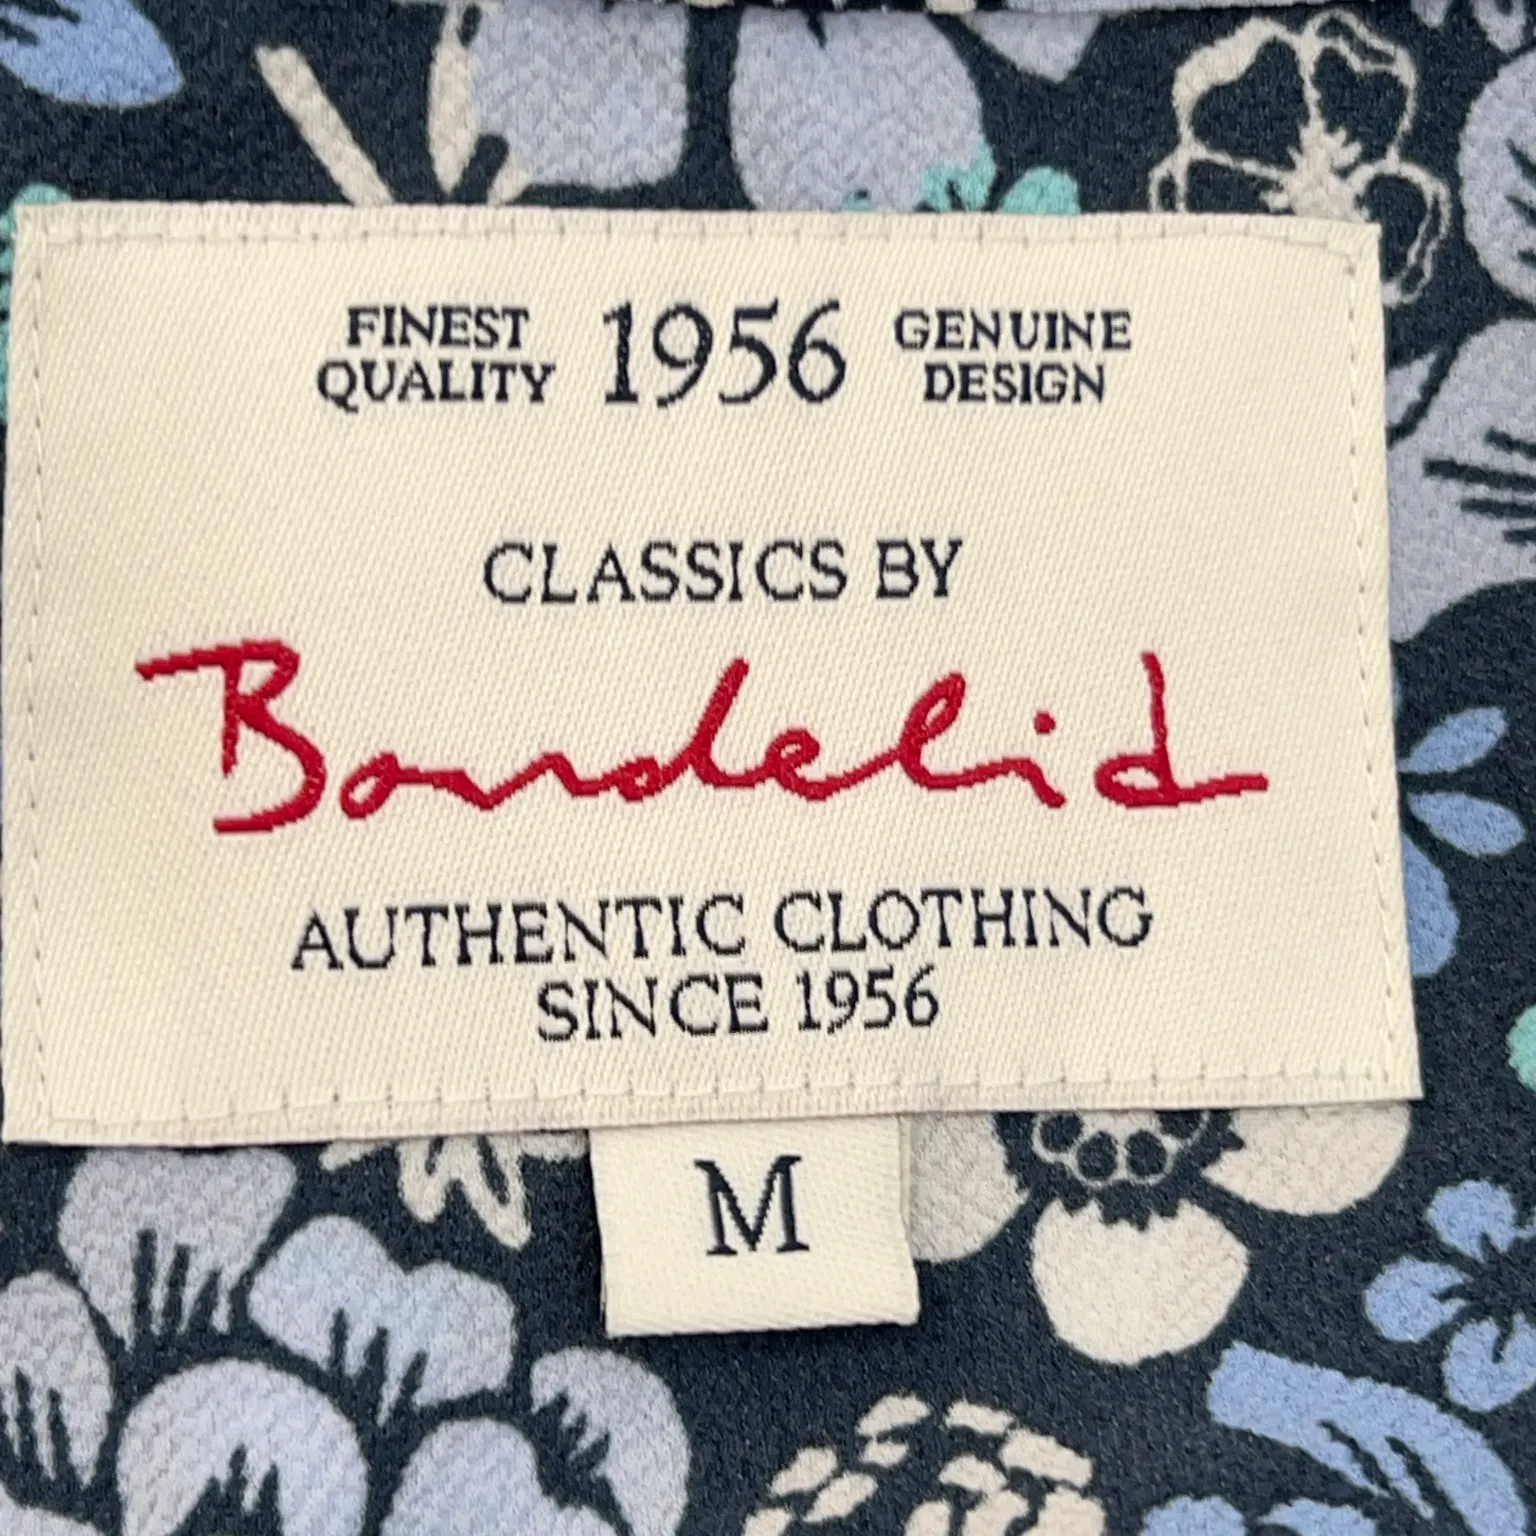 FINEST QUALITY 1956 GENUINE DESIGN
CLASSICS BY
Bondelid
AUTHENTIC CLOTHING
SINCE 1956
M